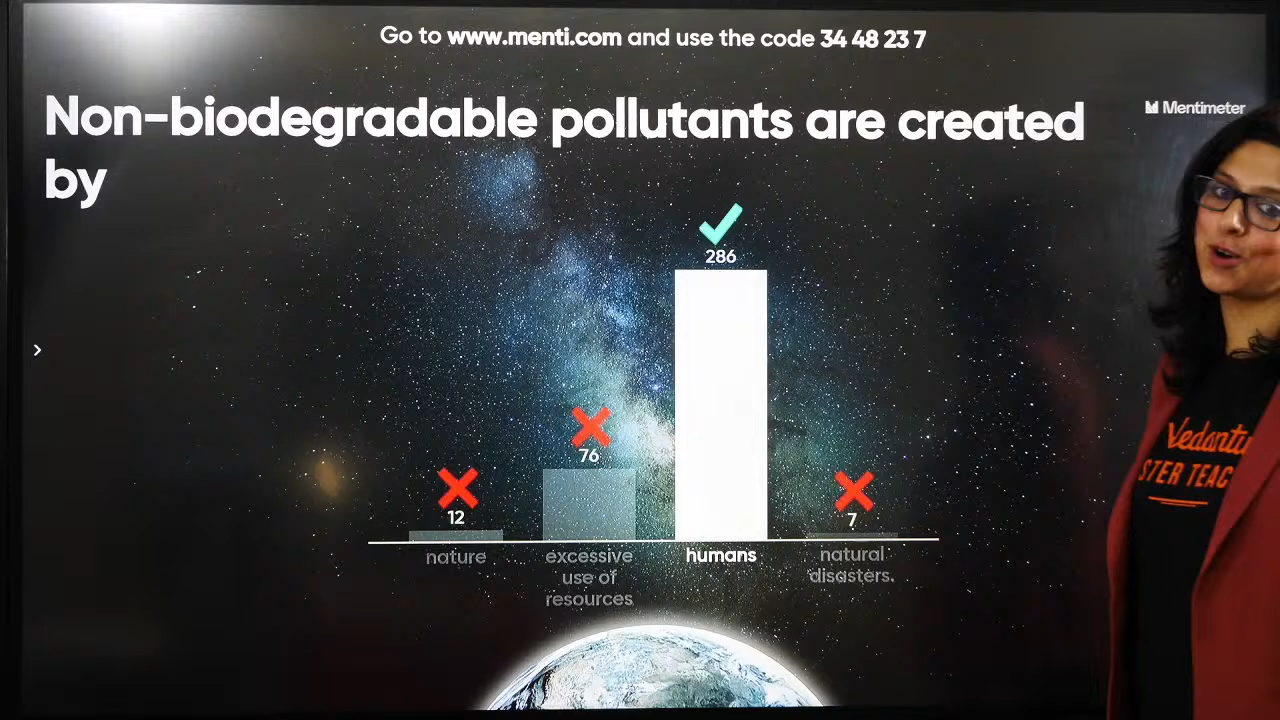 Go to www.menti.com and use the code 34 48 23 7
Non-biodegradable pollutants are created
by
Mentimeter
286
76
12
7
nature
excessive
use of
resources
humans
natural
disasters.
Vedantu
STER TEAC